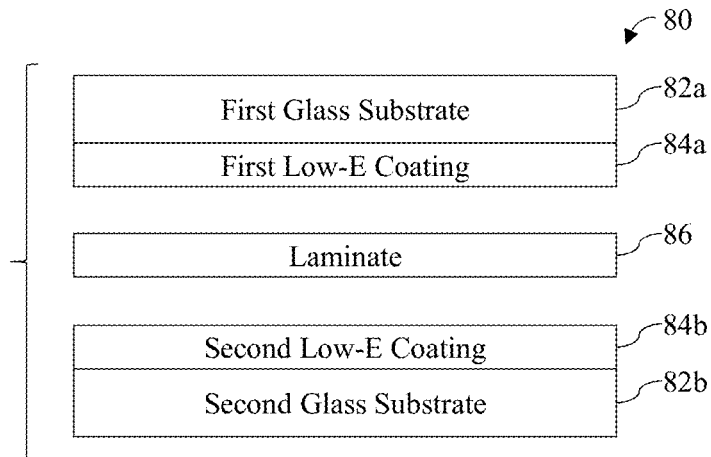 80
First Glass Substrate
82a
First Low-E Coating
84a
Laminate
86
Second Low-E Coating
84b
Second Glass Substrate
82b